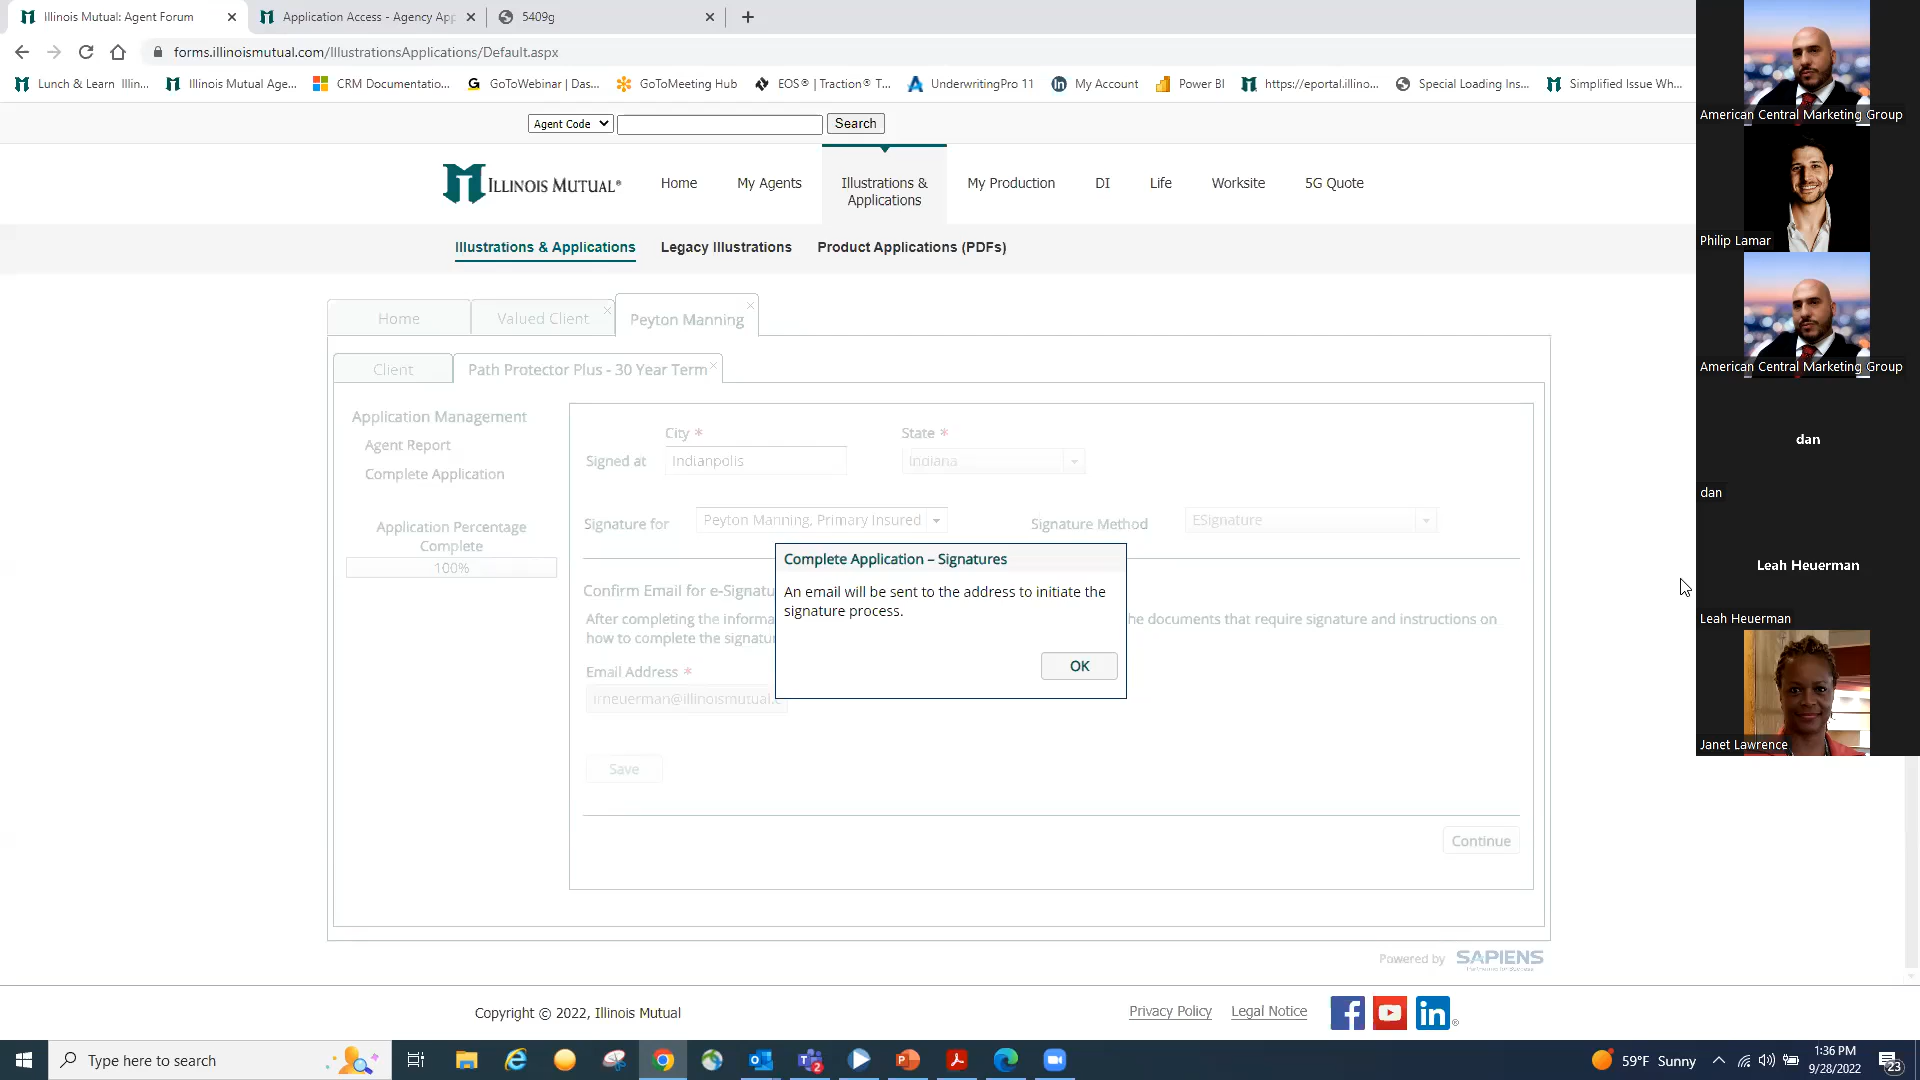 Illinois Mutual: Agent Forum
Application Access - Agency App
5409g
forms.illinoismutual.com/IllustrationsApplications/Default.aspx
Lunch & Learn Illin...
Illinois Mutual Age...
CRM Documentatio...
GoToWebinar | Das...
GoToMeeting Hub
EOS® | Traction® T...
UnderwritingPro 11
My Account
Power BI
https://eportal.illino...
Special Loading Ins...
Simplified Issue Wh...
Agent Code
Search
ILLINOIS MUTUAL®
Home
My Agents
Illustrations &
Applications
My Production
DI
Life
Worksite
5G Quote
Illustrations & Applications
Legacy Illustrations
Product Applications (PDFs)
Home
Valued Client
Peyton Manning
Client
Path Protector Plus - 30 Year Term
Application Management
Agent Report
Complete Application
Application Percentage
Complete
100%
City *
State *
Signed at
Indianpolis
Indiana
Signature for
Peyton Manning, Primary Insured
Signature Method
ESignature
Complete Application – Signatures
An email will be sent to the address to initiate the
signature process.
OK
Confirm Email for e-Signatu
After completing the informa
he documents that require signature and instructions on
how to complete the signatur
Email Address *
Save
Continue
Powered by SAPIENS
Copyright © 2022, Illinois Mutual
Privacy Policy
Legal Notice
American Central Marketing Group
Philip Lamar
American Central Marketing Group
dan
dan
Leah Heuerman
Leah Heuerman
Janet Lawrence
Type here to search
59°F Sunny
1:36 PM
9/28/2022
23